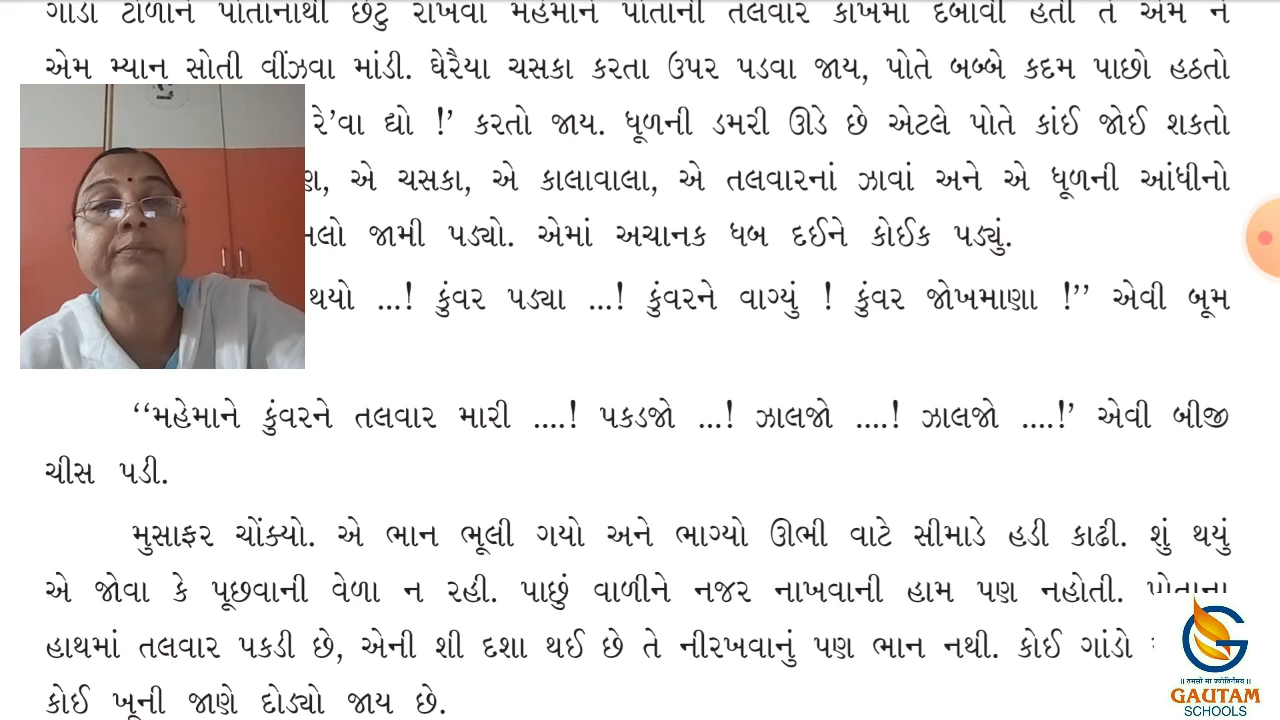 ગાંડા ટોળાને પોતાનાથી છેટું રાખવા મહેમાને પોતાની તલવાર કાખમાં દબાવી હતી તે એમ ને
એમ મ્યાન સોતી વીંઝવા માંડી. ઘેરૈયા ચસકા કરતા ઉપર પડવા જાય, પોતે બબ્બે કદમ પાછો હઠતો
રે’વા દ્યો !’ કરતો જાય. ધૂળની ડમરી ઊડે છે એટલે પોતે કાંઈ જોઈ શકતો
એ ચસકા, એ કાલાવાલા, એ તલવારનાં ઝાવાં અને એ ધૂળની આંધીનો
જામી પડ્યો. એમાં અચાનક ધબ દઈને કોઈક પડ્યું.
થયો ...! કુંવર પડ્યા ...! કુંવરને વાગ્યું ! કુંવર જોખમાણા !’’ એવી બૂમ
‘‘મહેમાને કુંવરને તલવાર મારી ....! પકડજો ...! ઝાલજો ....! ઝાલજો ....!’ એવી બીજી
ચીસ પડી.
મુસાફર ચોંક્યો. એ ભાન ભૂલી ગયો અને ભાગ્યો ઊભી વાટે સીમાડે હડી કાઢી. શું થયું
એ જોવા કે પૂછવાની વેળા ન રહી. પાછું વાળીને નજર નાખવાની હામ પણ નહોતી. પોતાના
હાથમાં તલવાર પકડી છે, એની શી દશા થઈ છે તે નીરખવાનું પણ ભાન નથી. કોઈ ગાંડો
કોઈ ખૂની જાણે દોડ્યો જાય છે.
॥ તમસો મા જ્યોતિર્ગમય ॥
GAUTAM
SCHOOLS